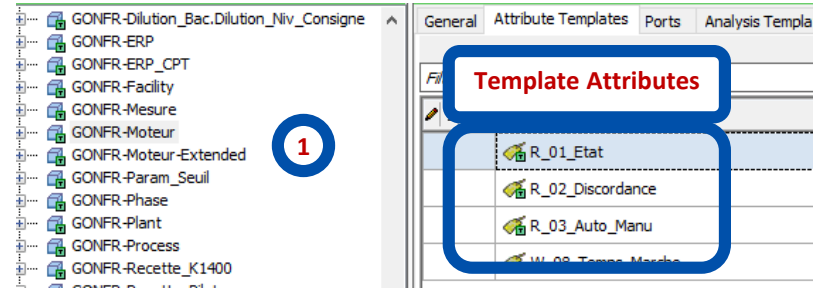 GONFR-Dilution_Bac.Dilution_Niv_Consigne
GONFR-ERP
GONFR-ERP_CPT
GONFR-Facility
GONFR-Mesure
GONFR-Moteur
GONFR-Moteur-Extended
GONFR-Param_Seuil
GONFR-Phase
GONFR-Plant
GONFR-Process
GONFR-Recette_K1400
1
General Attribute Templates Ports Analysis Templa
Template Attributes
R_01_Etat
R_02_Discordance
R_03_Auto_Manu